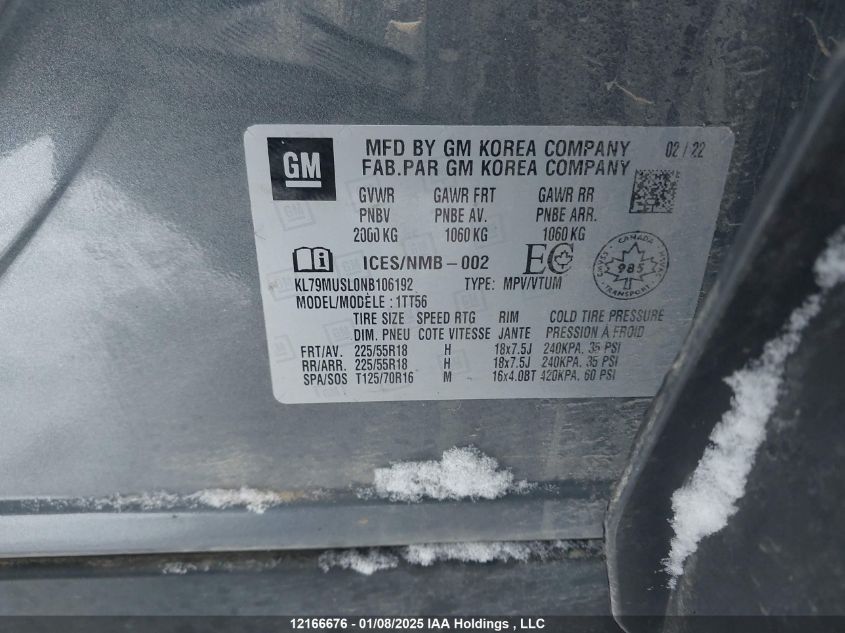 GM
MFD BY GM KOREA COMPANY 02 / 22
FAB.PAR GM KOREA COMPANY
GVWR GAWR FRT GAWR RR
PNBV PNBE AV. PNBE ARR.
2000 KG 1060 KG 1060 KG
i ICES/NMB-002 EC
CANADA
985
TRANSPORT
KL79MUSL0NB106192 TYPE: MPV/VTUM
MODEL/MODÈLE : 1TT56
TIRE SIZE SPEED RTG RIM COLD TIRE PRESSURE
DIM. PNEU COTE VITESSE JANTE PRESSION À FROID
FRT/AV. 225/55R18 H 18x7.5J 240KPA, 35 PSI
RR/ARR. 225/55R18 H 18x7.5J 240KPA, 35 PSI
SPA/SOS T125/70R16 M 16x4.0BT 420KPA, 60 PSI
12166676 - 01/08/2025 IAA Holdings , LLC